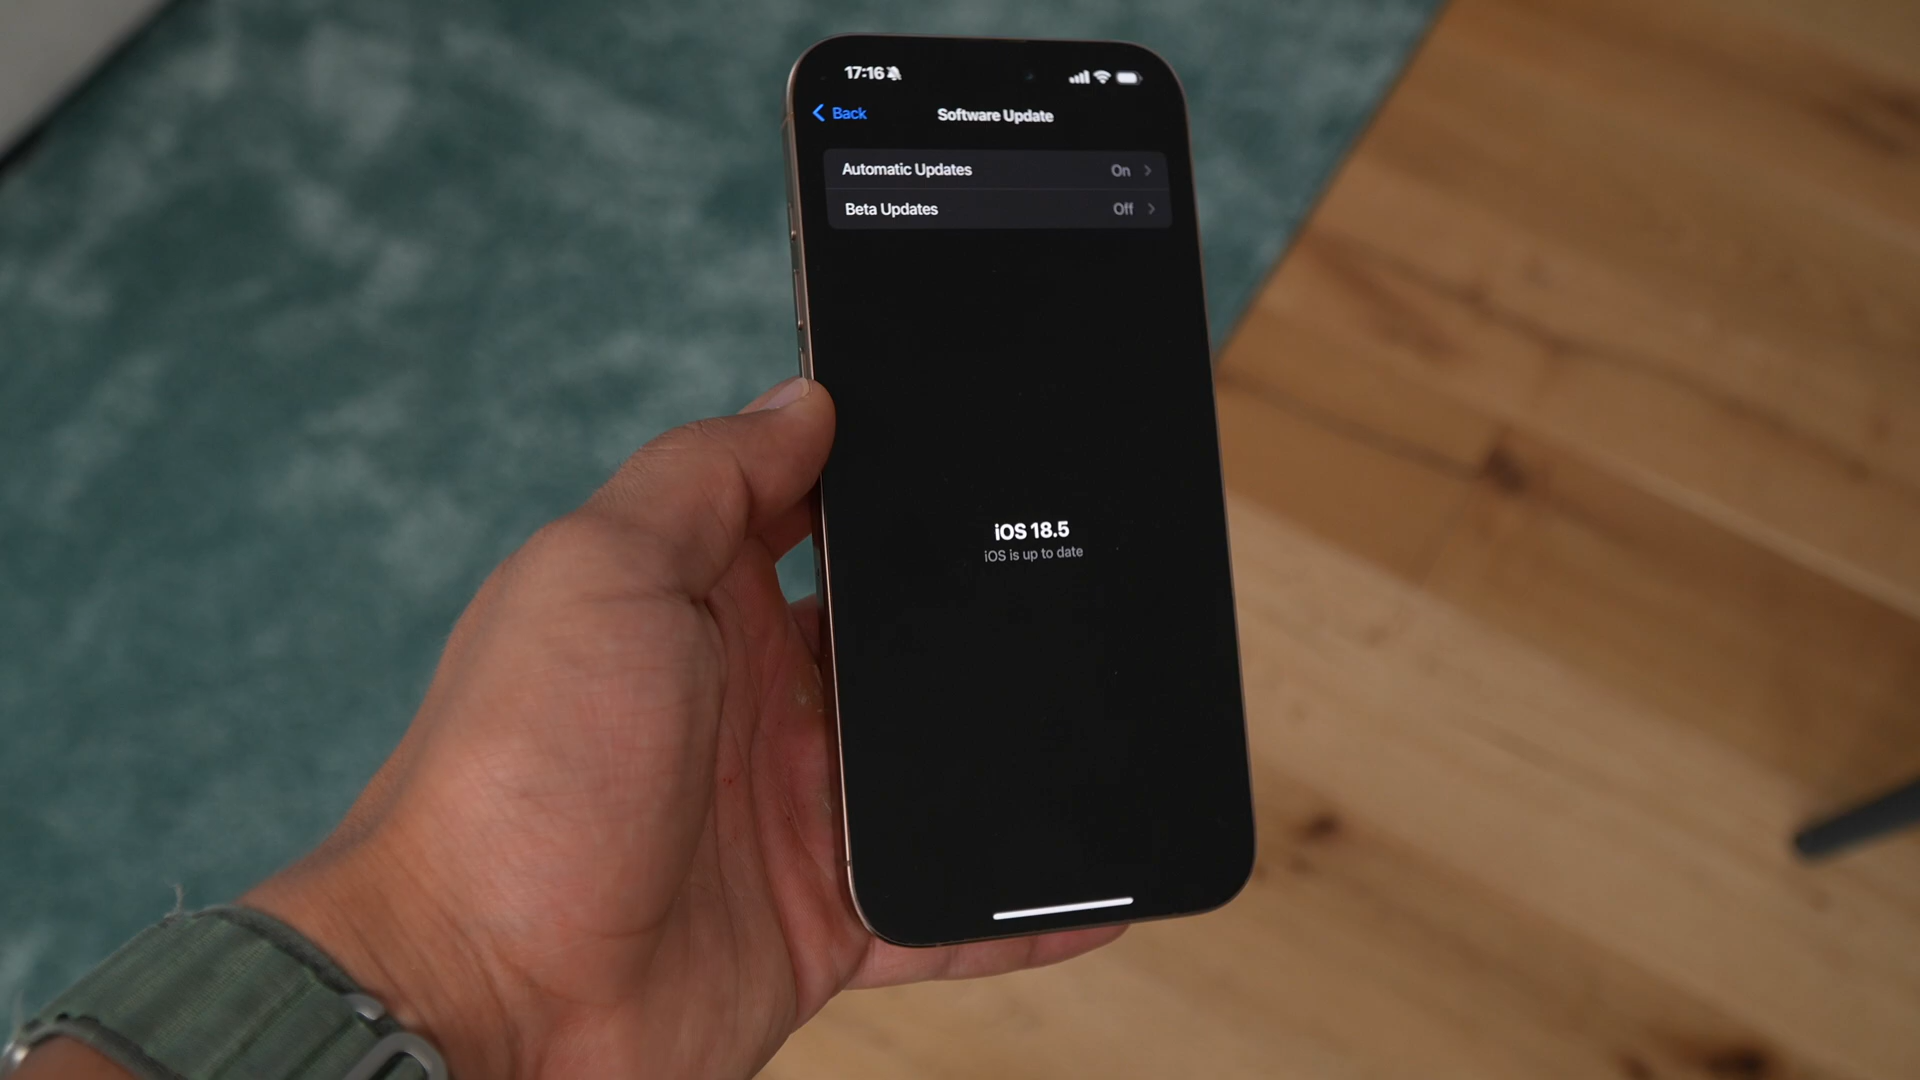 17:16
Back
Software Update
Automatic Updates On
Beta Updates Off
iOS 18.5
iOS is up to date